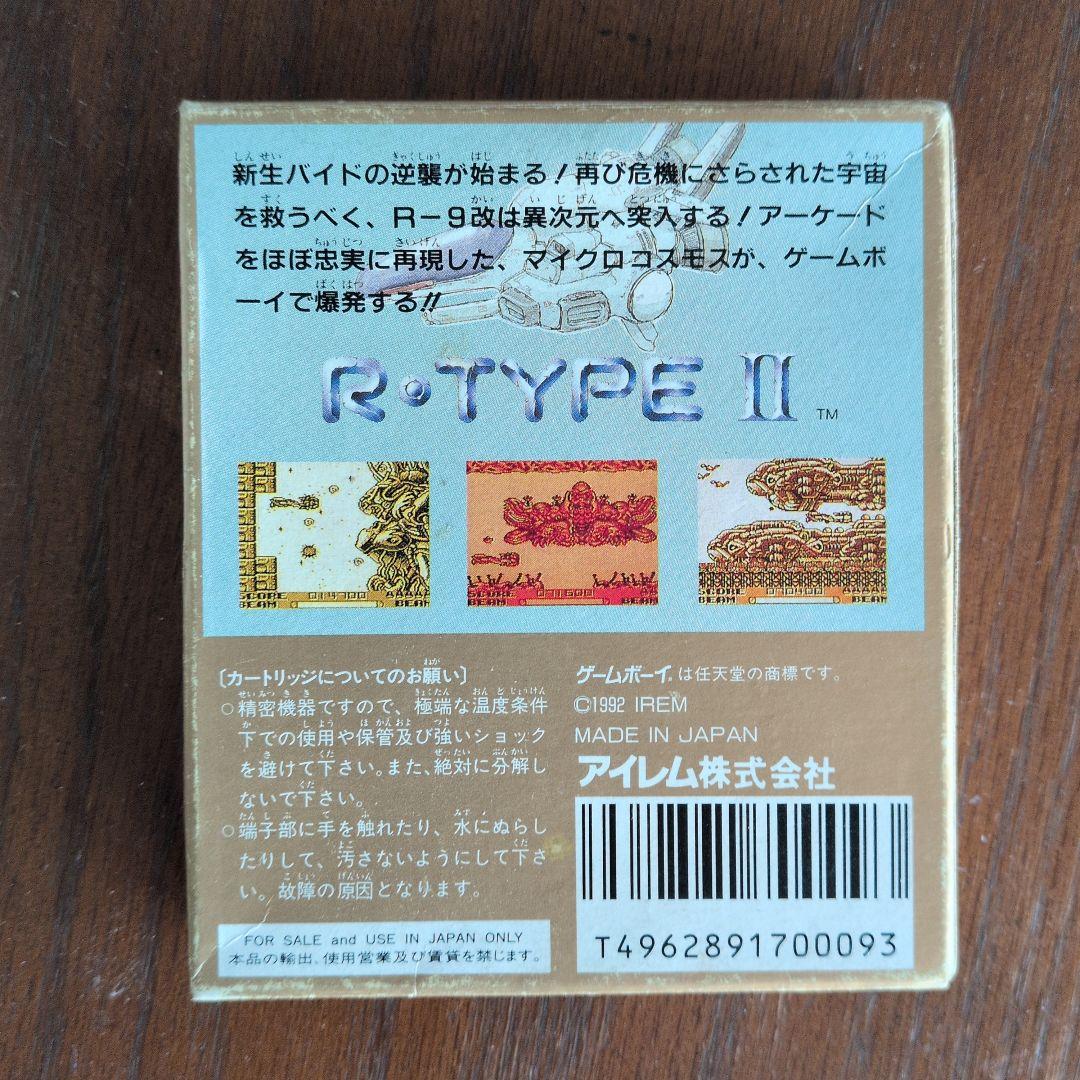 新生バイドの逆襲が始まる！再び危機にさらされた宇宙
を救うべく、R-9改は異次元へ突入する！アーケード
をほぼ忠実に再現した、マイクロコスモスが、ゲームボ
ーイで爆発する!!
R・TYPE II TM
SCORE 014900
BEAM BEAM
SCORE 071600
BEAM BEAM
SCORE 070400
BEAM BEAM
〔カートリッジについてのお願い〕
○精密機器ですので、極端な温度条件
下での使用や保管及び強いショック
を避けて下さい。また、絶対に分解し
ないで下さい。
○端子部に手を触れたり、水にぬらし
たりして、汚さないようにして下さ
い。故障の原因となります。
FOR SALE and USE IN JAPAN ONLY
本品の輸出、使用営業及び賃貸を禁じます。
ゲームボーイ は任天堂の商標です。
©1992 IREM
MADE IN JAPAN
アイレム株式会社
T4962891700093